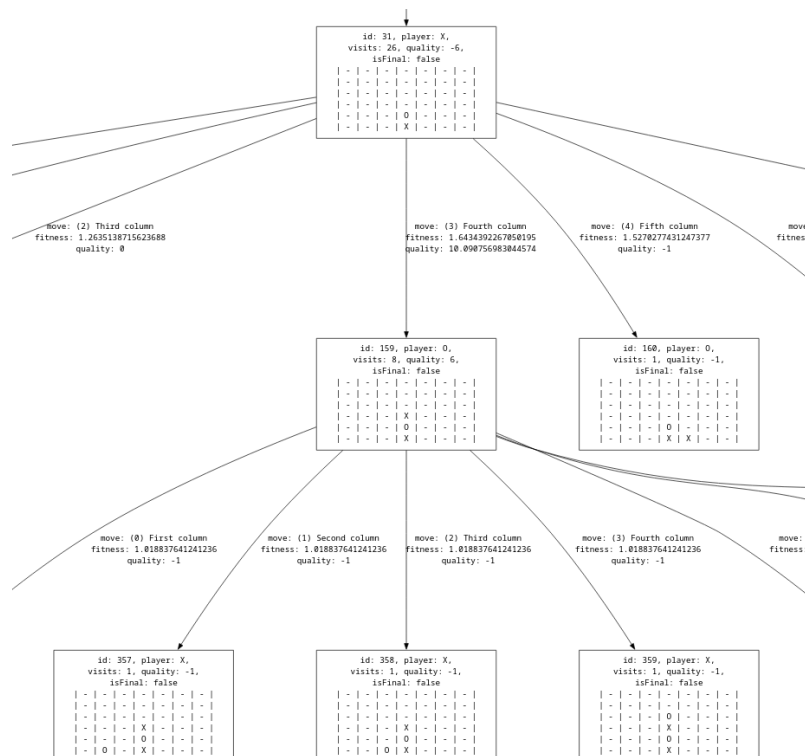 id: 31, player: X,
visits: 26, quality: -6,
isFinal: false
| - | - | - | - | - | - | - |
| - | - | - | - | - | - | - |
| - | - | - | - | - | - | - |
| - | - | - | - | - | - | - |
| - | - | - | O | - | - | - |
| - | - | - | X | - | - | - |
move: (2) Third column
fitness: 1.2635138715623688
quality: 0
move: (3) Fourth column
fitness: 1.6434392267050195
quality: 10.090756983044574
move: (4) Fifth column
fitness: 1.5270277431247377
quality: -1
move
fitnes
id: 159, player: O,
visits: 8, quality: 6,
isFinal: false
| - | - | - | - | - | - | - |
| - | - | - | - | - | - | - |
| - | - | - | - | - | - | - |
| - | - | - | X | - | - | - |
| - | - | - | O | - | - | - |
| - | - | - | X | - | - | - |
id: 160, player: O,
visits: 1, quality: -1,
isFinal: false
| - | - | - | - | - | - | - |
| - | - | - | - | - | - | - |
| - | - | - | - | - | - | - |
| - | - | - | - | - | - | - |
| - | - | - | O | - | - | - |
| - | - | - | X | X | - | - |
move: (0) First column
fitness: 1.018837641241236
quality: -1
move: (1) Second column
fitness: 1.018837641241236
quality: -1
move: (2) Third column
fitness: 1.018837641241236
quality: -1
move: (3) Fourth column
fitness: 1.018837641241236
quality: -1
move:
fitness:
id: 357, player: X,
visits: 1, quality: -1,
isFinal: false
| - | - | - | - | - | - | - |
| - | - | - | - | - | - | - |
| - | - | - | - | - | - | - |
| - | - | - | X | - | - | - |
| - | - | - | O | - | - | - |
| - | O | - | X | - | - | - |
id: 358, player: X,
visits: 1, quality: -1,
isFinal: false
| - | - | - | - | - | - | - |
| - | - | - | - | - | - | - |
| - | - | - | - | - | - | - |
| - | - | - | X | - | - | - |
| - | - | - | O | - | - | - |
| - | - | O | X | - | - | - |
id: 359, player: X,
visits: 1, quality: -1,
isFinal: false
| - | - | - | - | - | - | - |
| - | - | - | - | - | - | - |
| - | - | - | O | - | - | - |
| - | - | - | X | - | - | - |
| - | - | - | O | - | - | - |
| - | - | - | X | - | - | - |